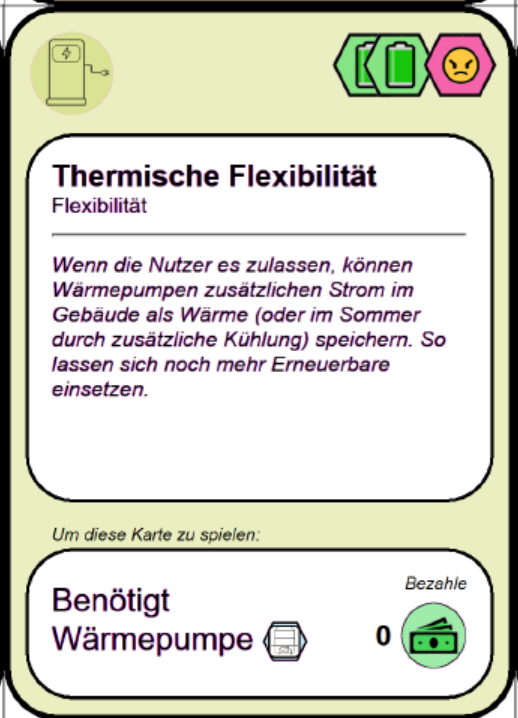 Thermische Flexibilität
Flexibilität
Wenn die Nutzer es zulassen, können
Wärmepumpen zusätzlichen Strom im
Gebäude als Wärme (oder im Sommer
durch zusätzliche Kühlung) speichern. So
lassen sich noch mehr Erneuerbare
einsetzen.
Um diese Karte zu spielen:
Benötigt
Wärmepumpe
Bezahle
0